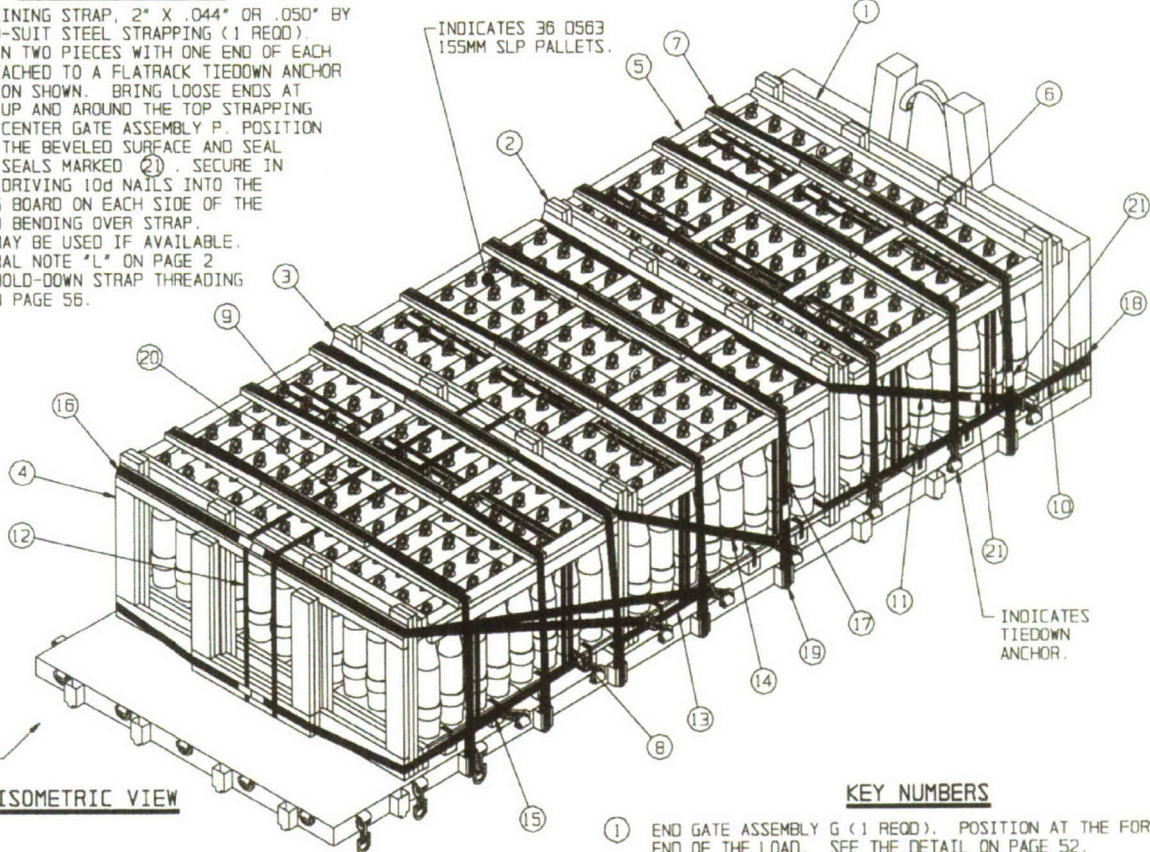 INING STRAP, 2" X .044" OR .050" BY
-SUIT STEEL STRAPPING (1 REQD).
N TWO PIECES WITH ONE END OF EACH
TACHED TO A FLATRACK TIEDOWN ANCHOR
ON SHOWN. BRING LOOSE ENDS AT
UP AND AROUND THE TOP STRAPPING
CENTER GATE ASSEMBLY P. POSITION
THE BEVELED SURFACE AND SEAL
SEALS MARKED 21 . SECURE IN
DRIVING 10d NAILS INTO THE
G BOARD ON EACH SIDE OF THE
BENDING OVER STRAP.
MAY BE USED IF AVAILABLE.
RAL NOTE "L" ON PAGE 2
HOLD-DOWN STRAP THREADING
N PAGE 56.
INDICATES 36 D563
155MM SLP PALLETS.
1
7
5
6
2
21
3
18
9
20
16
4
10
12
21
11
INDICATES
TIEDOWN
ANCHOR.
17
19
14
13
8
15
ISOMETRIC VIEW
KEY NUMBERS
1 END GATE ASSEMBLY G (1 REQD). POSITION AT THE FOR
END OF THE LOAD. SEE THE DETAIL ON PAGE 52.